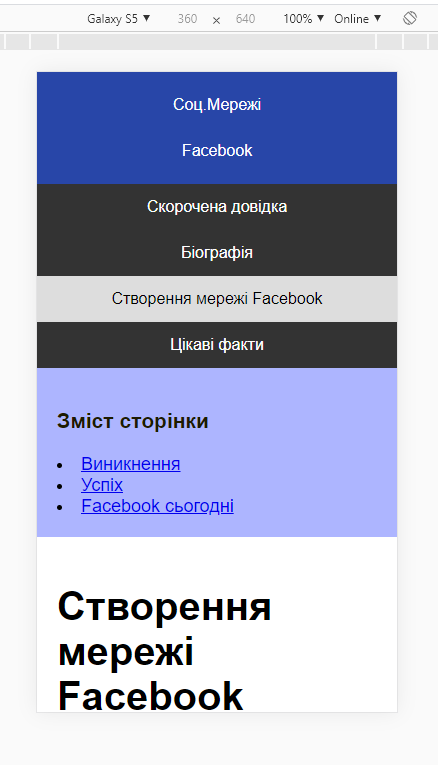 Galaxy S5 ▼ 360 × 640 100% ▼ Online ▼
Соц.Мережі
Facebook
Скорочена довідка
Біографія
Створення мережі Facebook
Цікаві факти
Зміст сторінки
• Виникнення
• Успіх
• Facebook сьогодні
Створення
мережі
Facebook